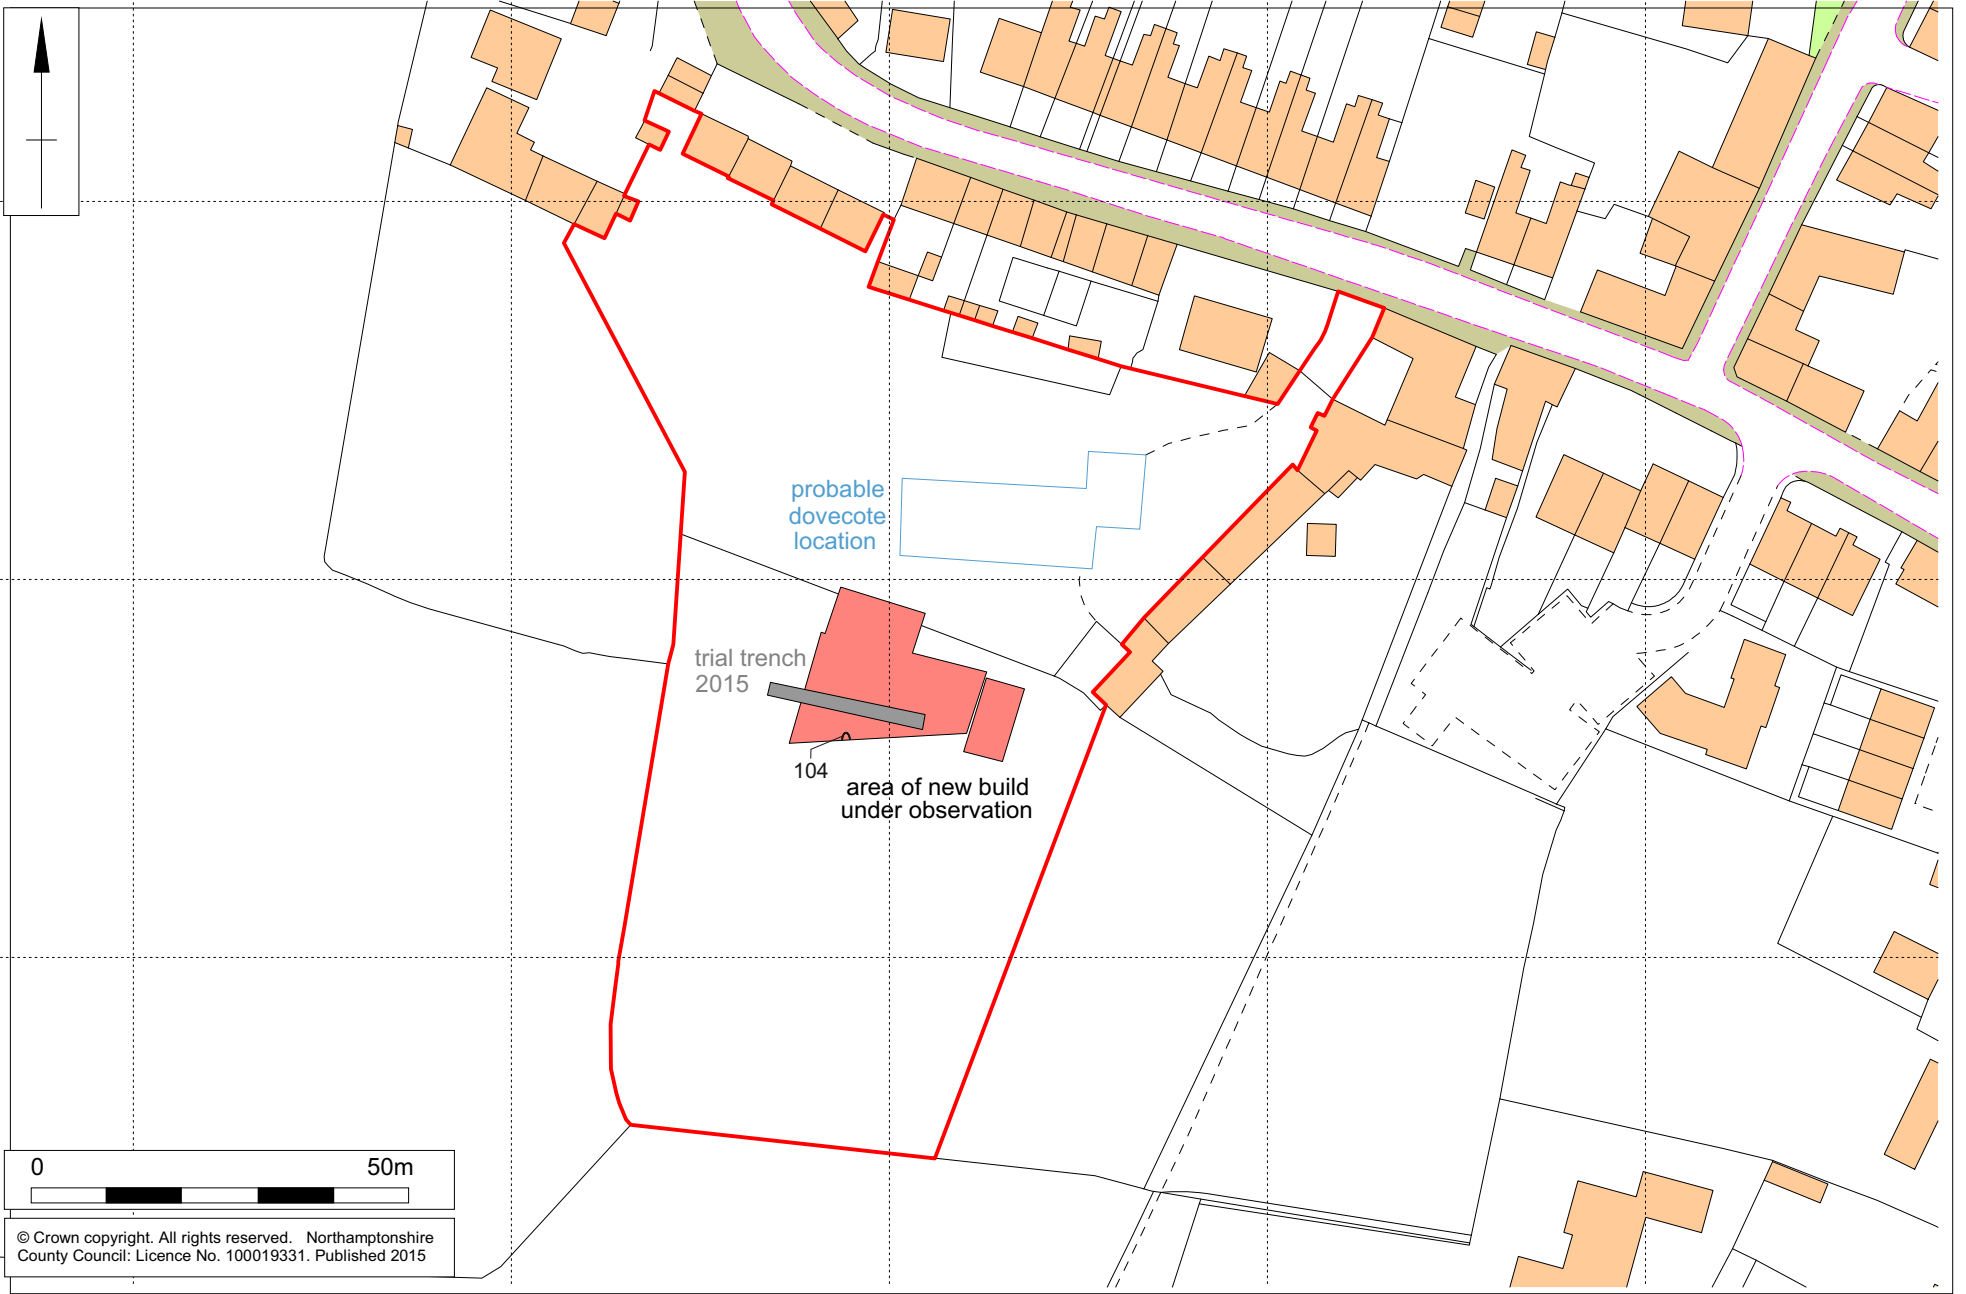 probable
dovecote
location
trial trench
2015
104
area of new build
under observation
0 50m
© Crown copyright. All rights reserved. Northamptonshire
County Council: Licence No. 100019331. Published 2015